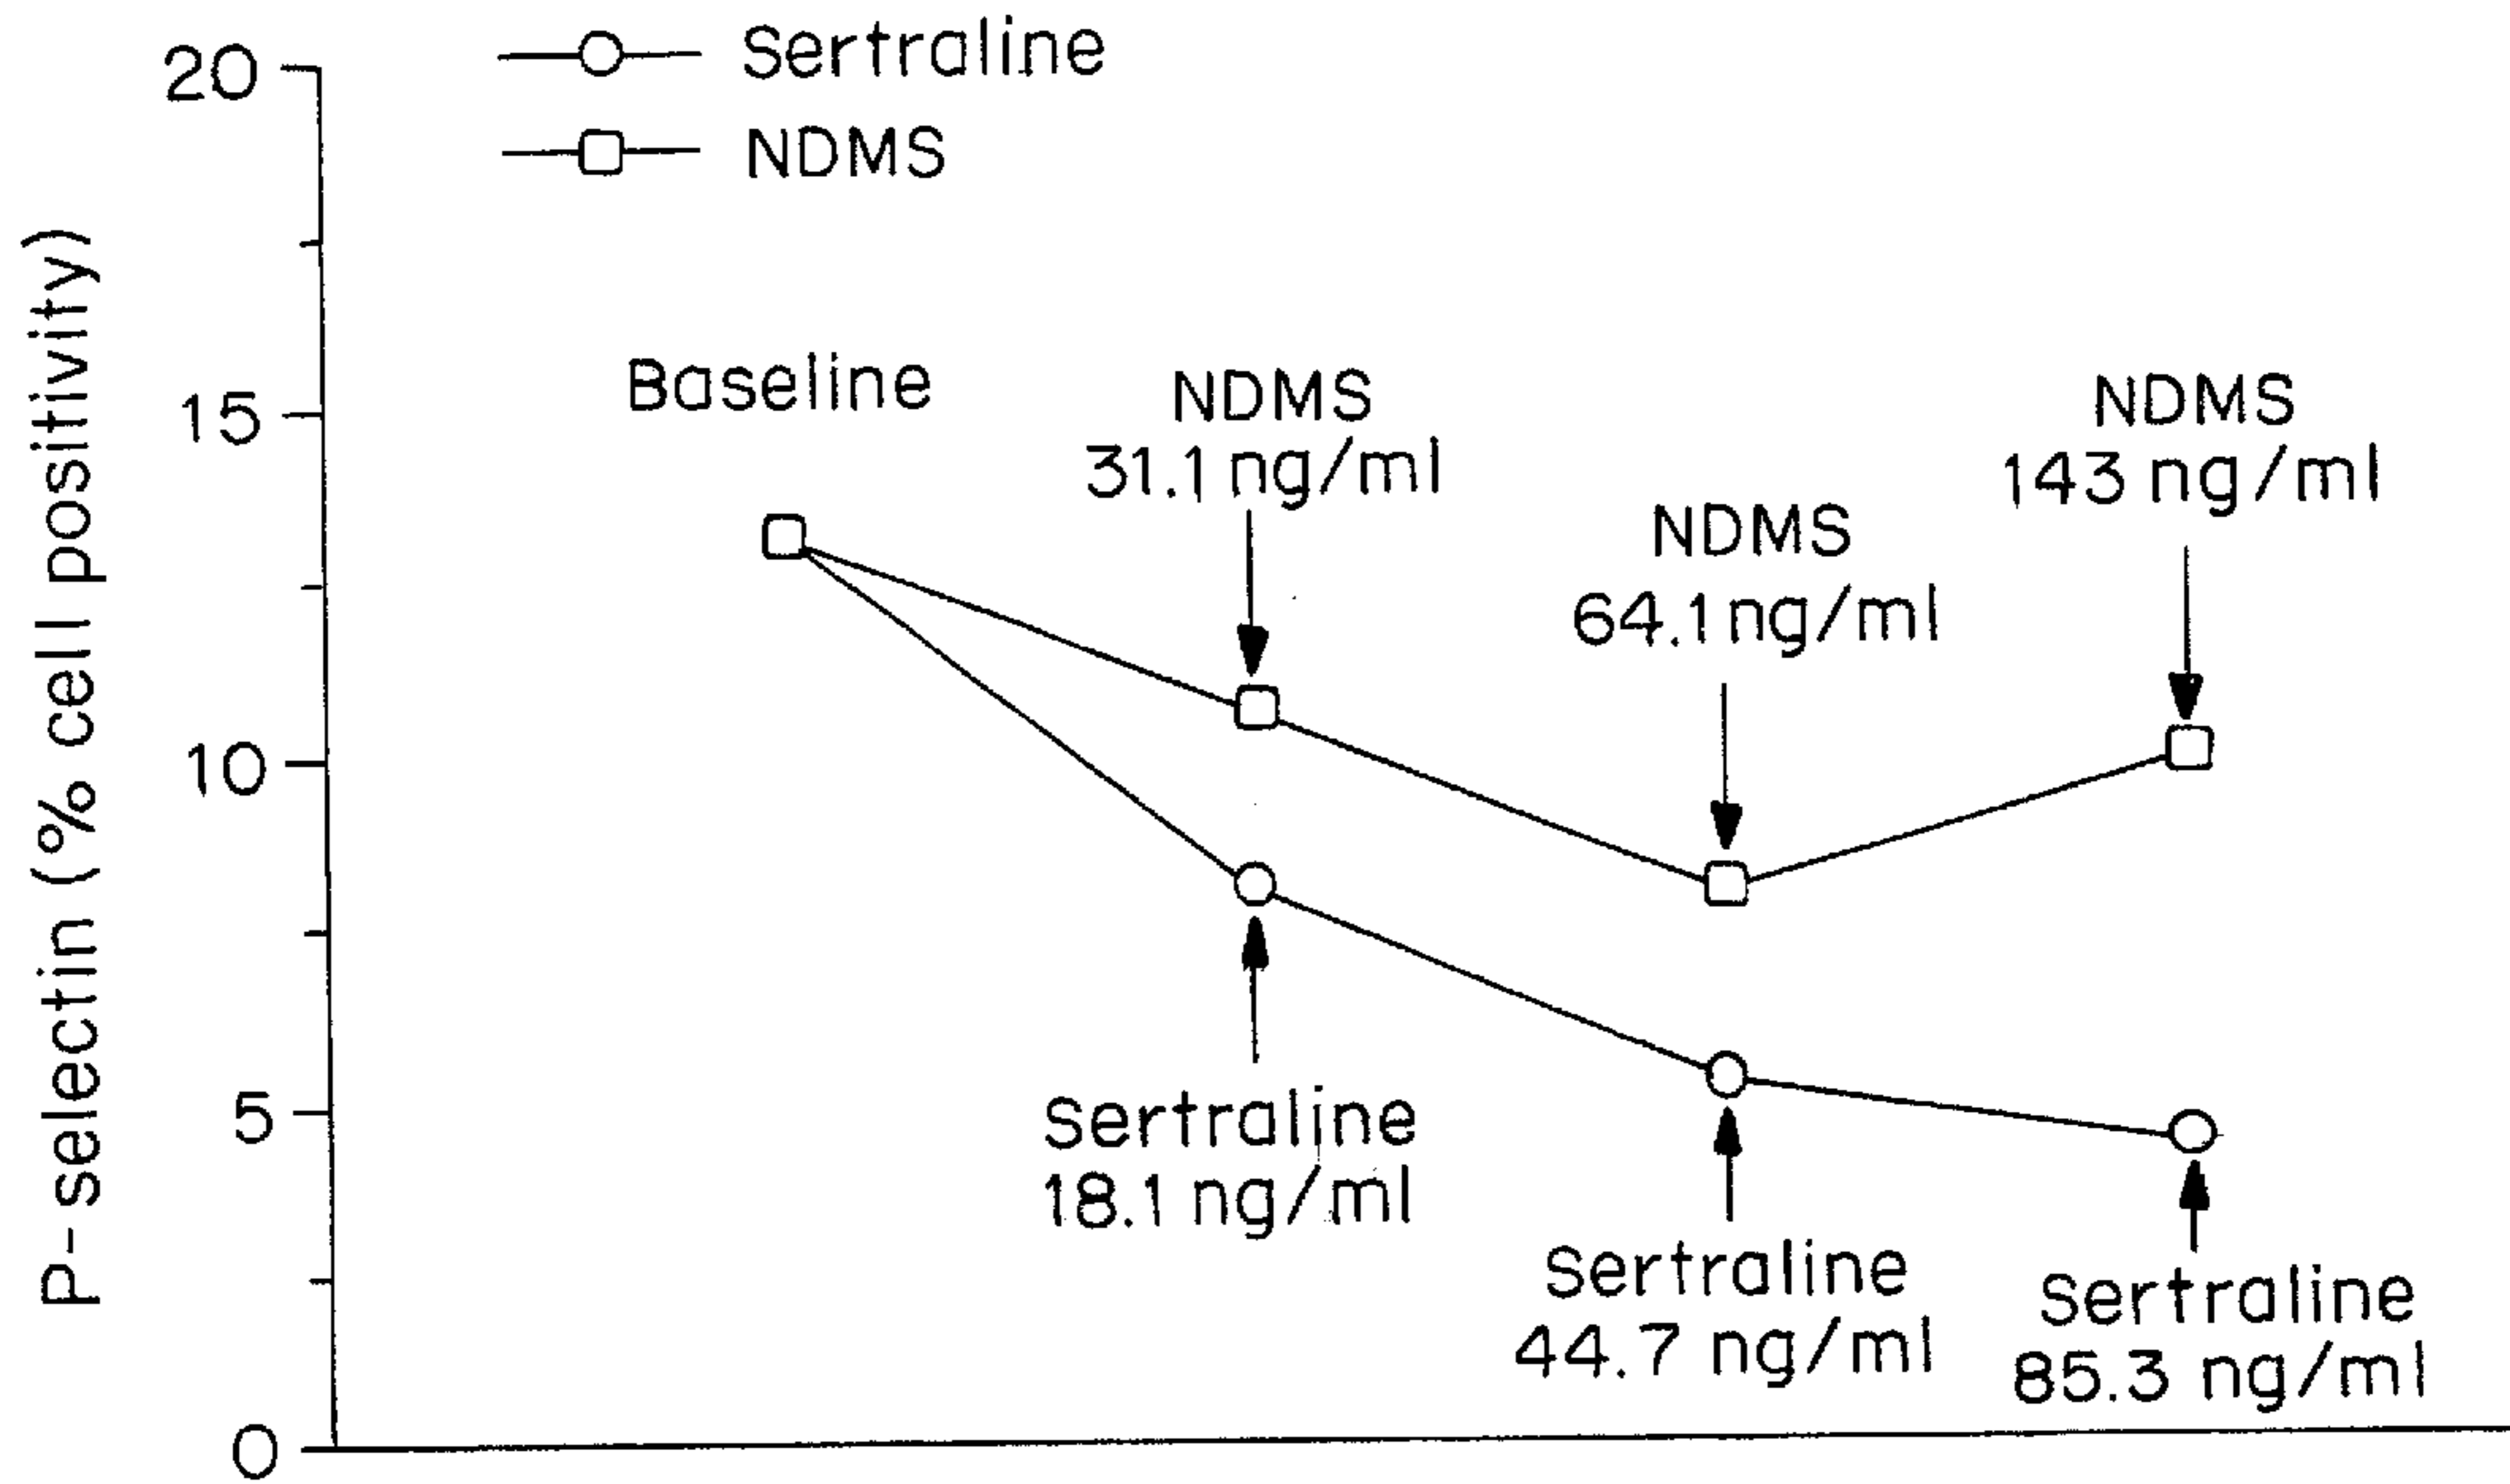 Sertraline
NDMS
P-selectin (% cell positivity)
20
15
10
5
0
Baseline
NDMS
31.1 ng/ml
NDMS
64.1 ng/ml
NDMS
143 ng/ml
Sertraline
18.1 ng/ml
Sertraline
44.7 ng/ml
Sertraline
85.3 ng/ml